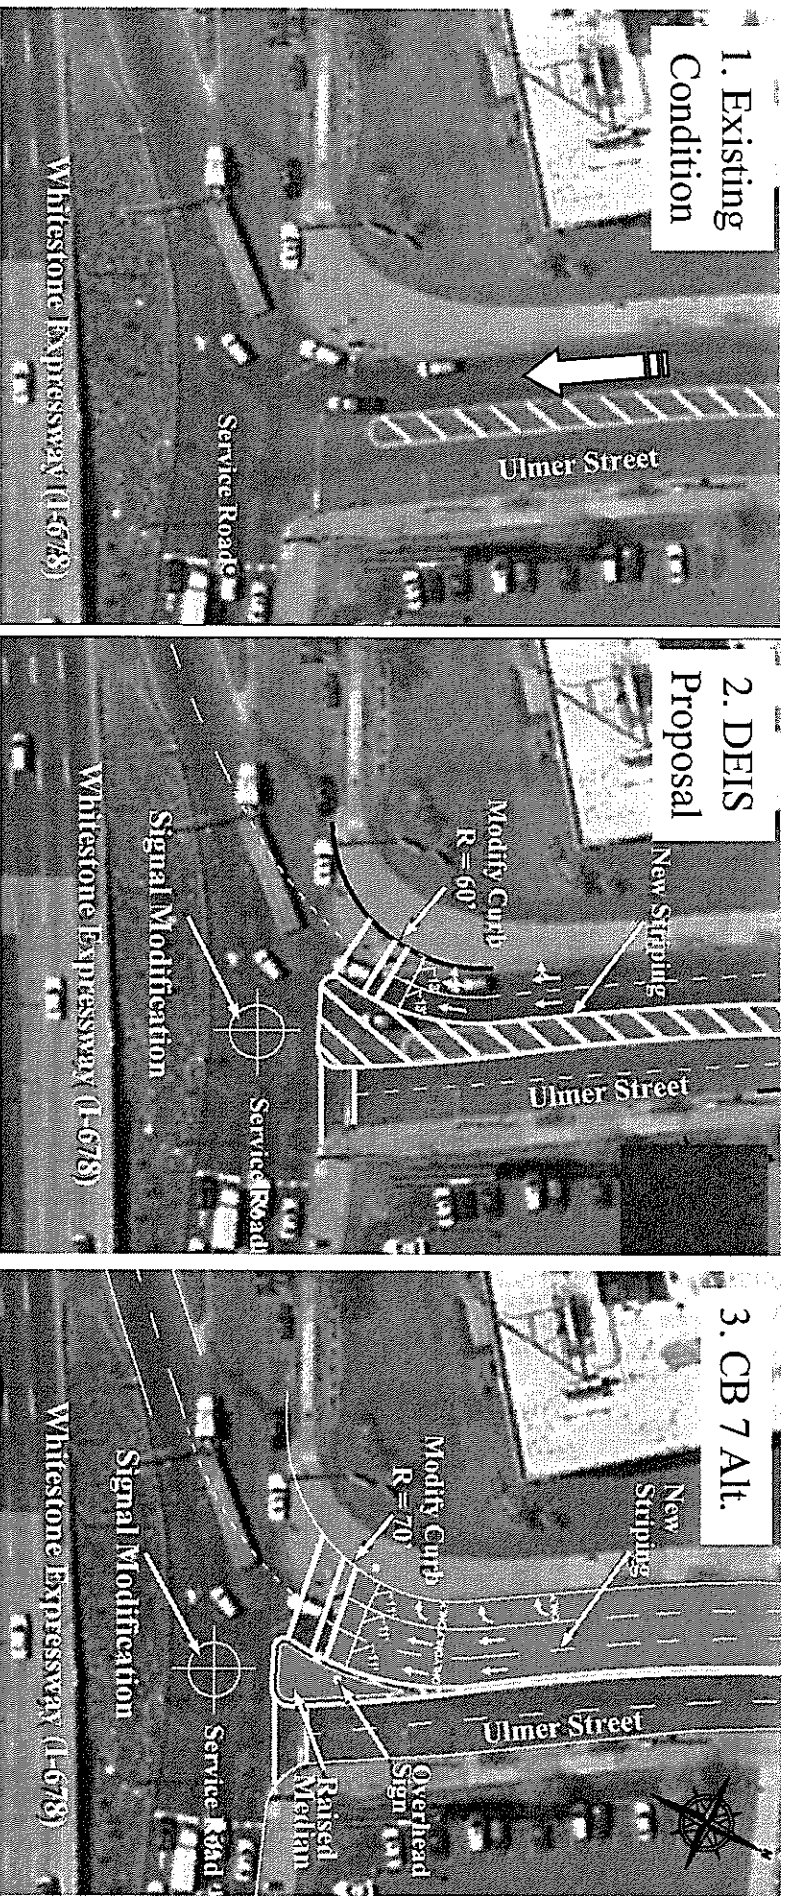 1. Existing
Condition
Ulmer Street
Service Road
Whitestone Expressway (I-678)
2. DEIS
Proposal
New Striping
Modify Curb
R = 60'
Ulmer Street
Signal Modification
Service Road
Whitestone Expressway (I-678)
3. CB 7 Alt.
New
Striping
Modify Curb
R = 70'
Ulmer Street
Overhead
Sign
Raised
Median
Signal Modification
Service Road
Whitestone Expressway (I-678)